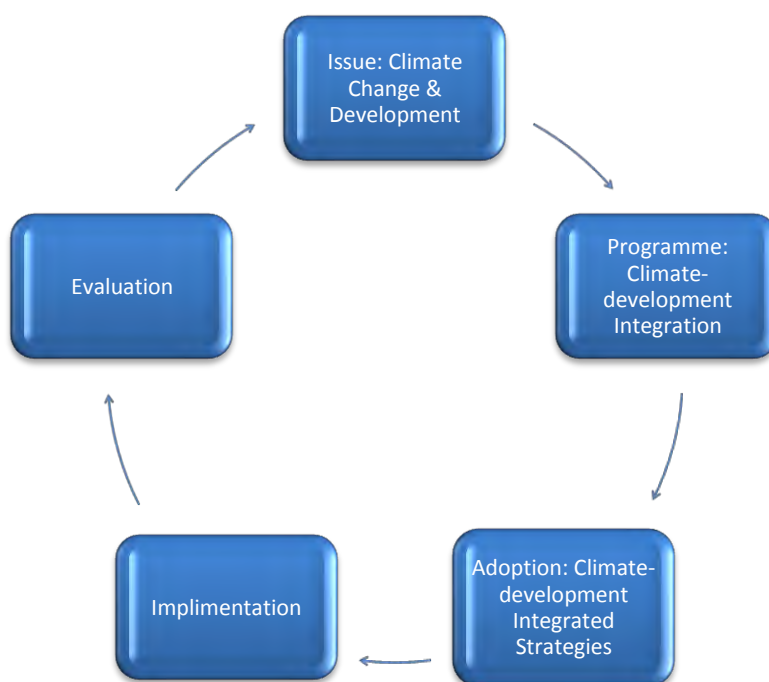 Issue: Climate
Change &
Development
Programme:
Climate-
development
Integration
Adoption: Climate-
development
Integrated
Strategies
Implimentation
Evaluation